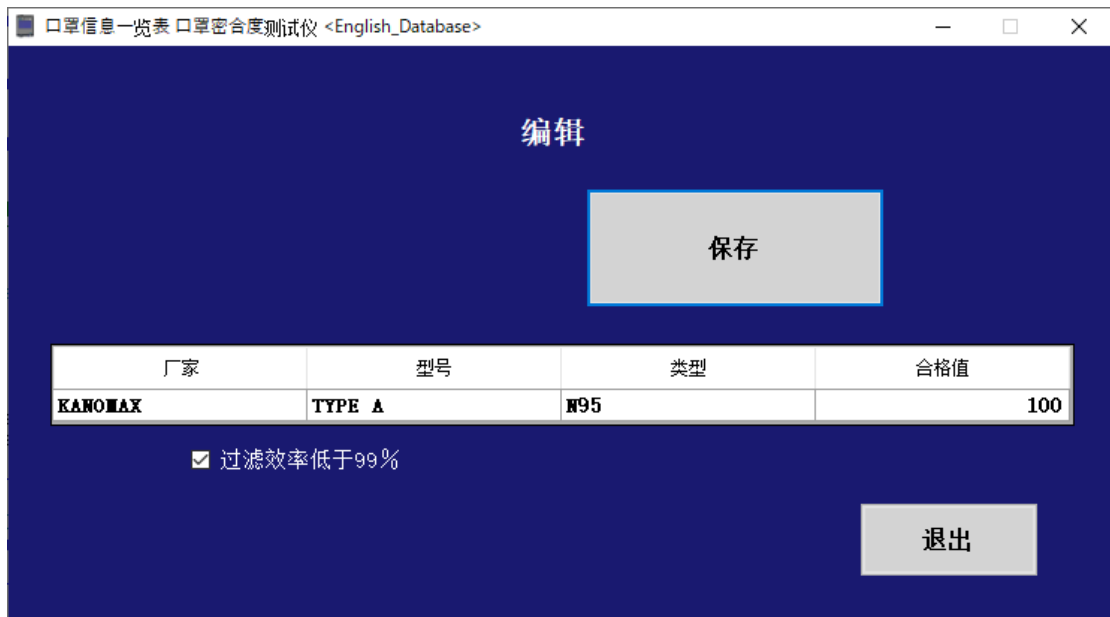 口罩信息一览表 口罩密合度测试仪 <English_Database>
编辑
保存
厂家 型号 类型 合格值
KANOMAX TYPE A N95 100
过滤效率低于99%
退出